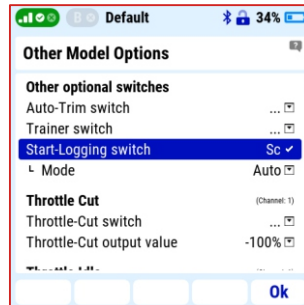 B Default 34%
Other Model Options
Other optional switches
Auto-Trim switch ...
Trainer switch ...
Start-Logging switch Sc
Mode Auto
Throttle Cut (Channel: 1)
Throttle-Cut switch ...
Throttle-Cut output value -100%
Ok